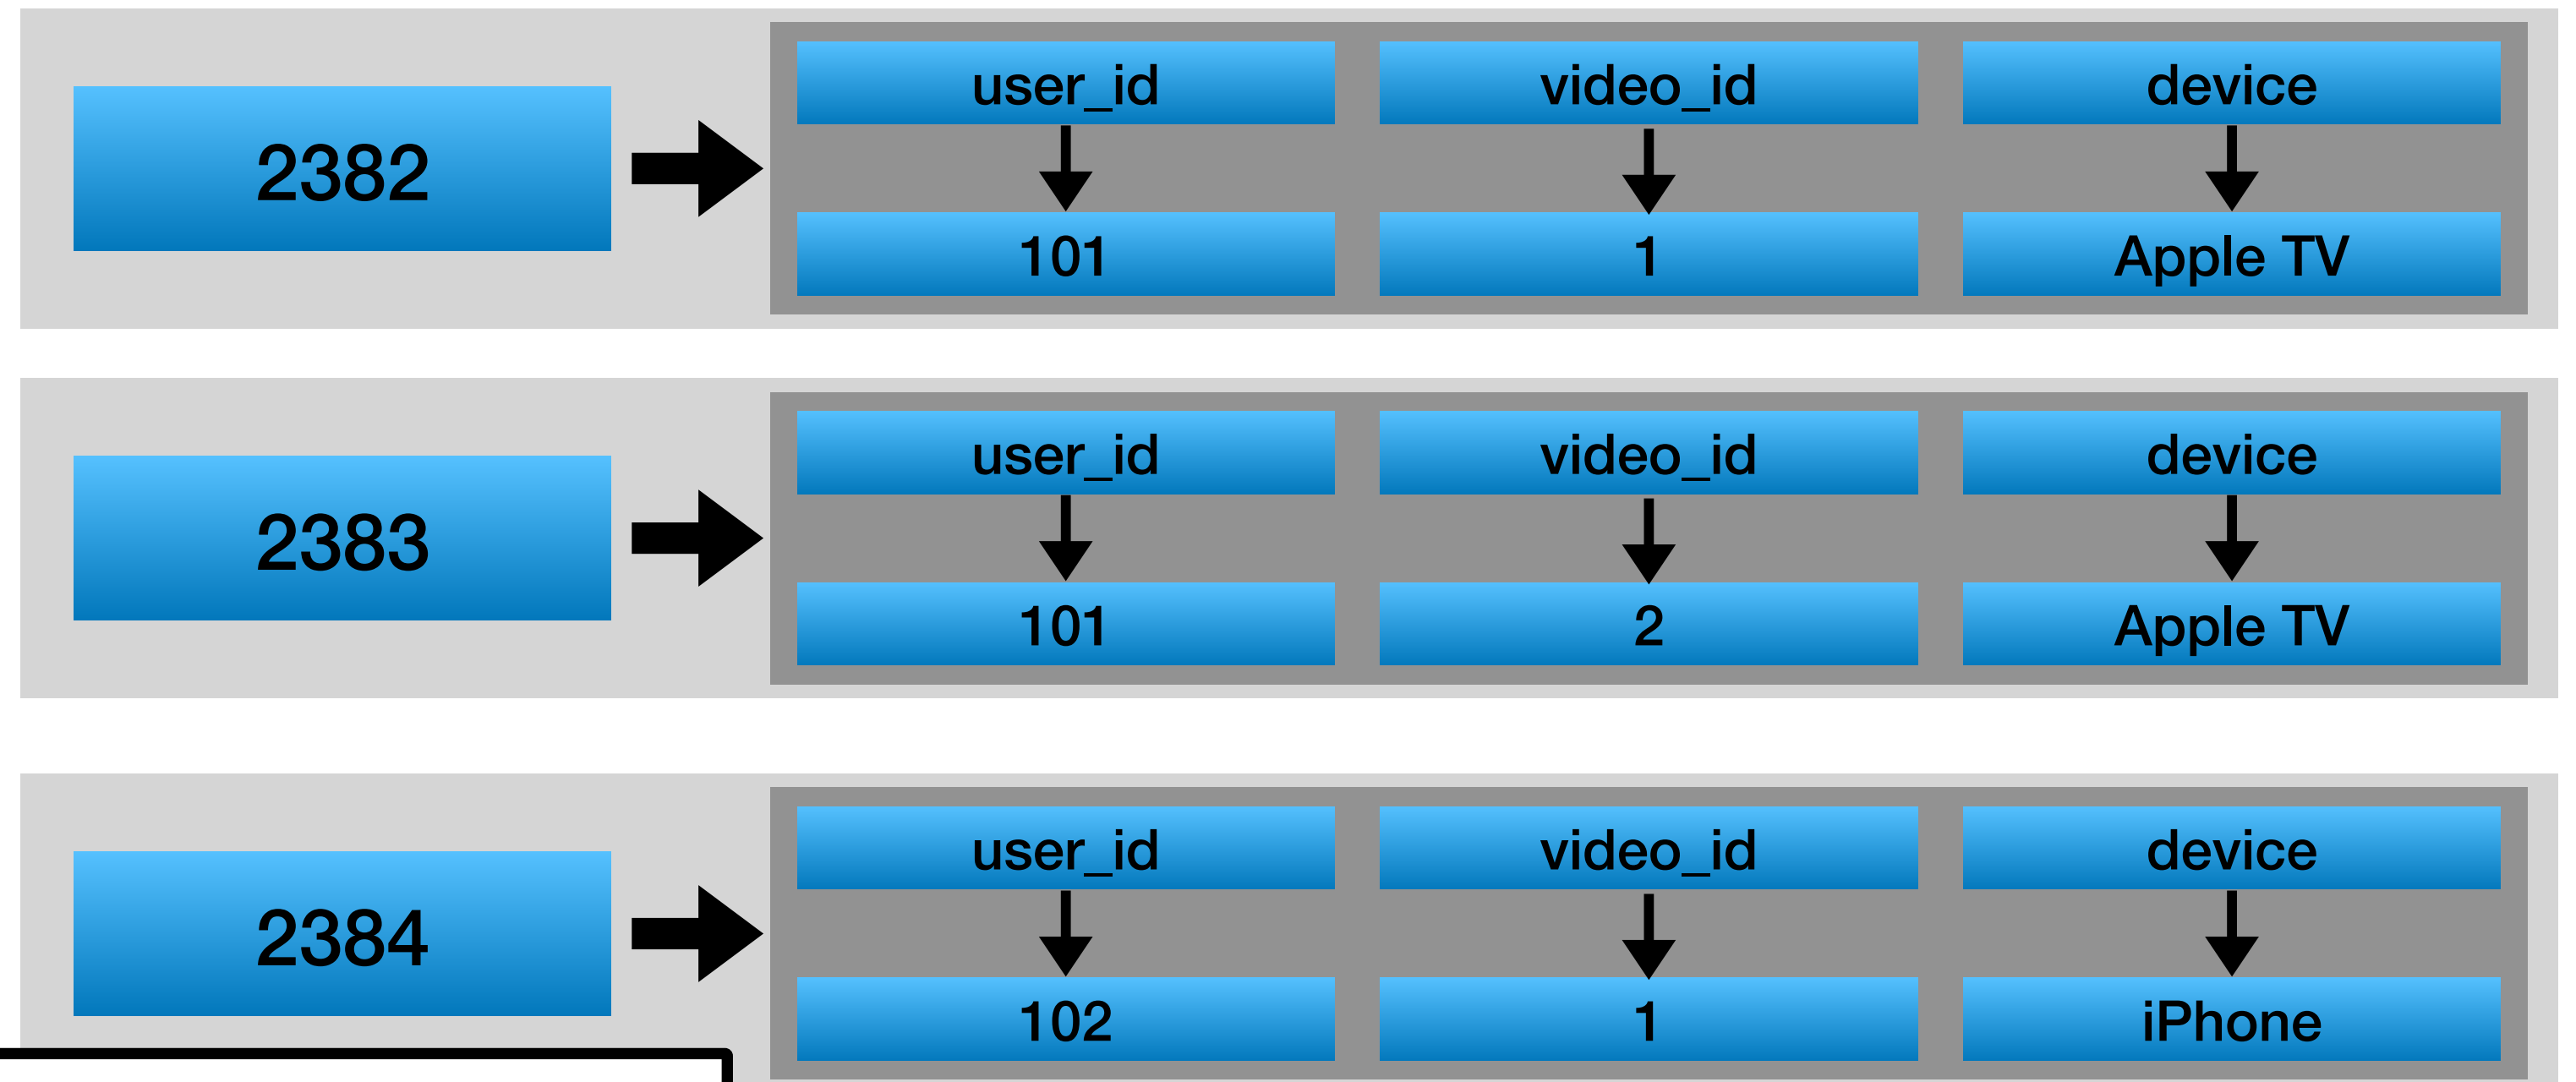 user_id video_id device
2382
101 1 Apple TV
user_id video_id device
2383
101 2 Apple TV
user_id video_id device
2384
102 1 iPhone